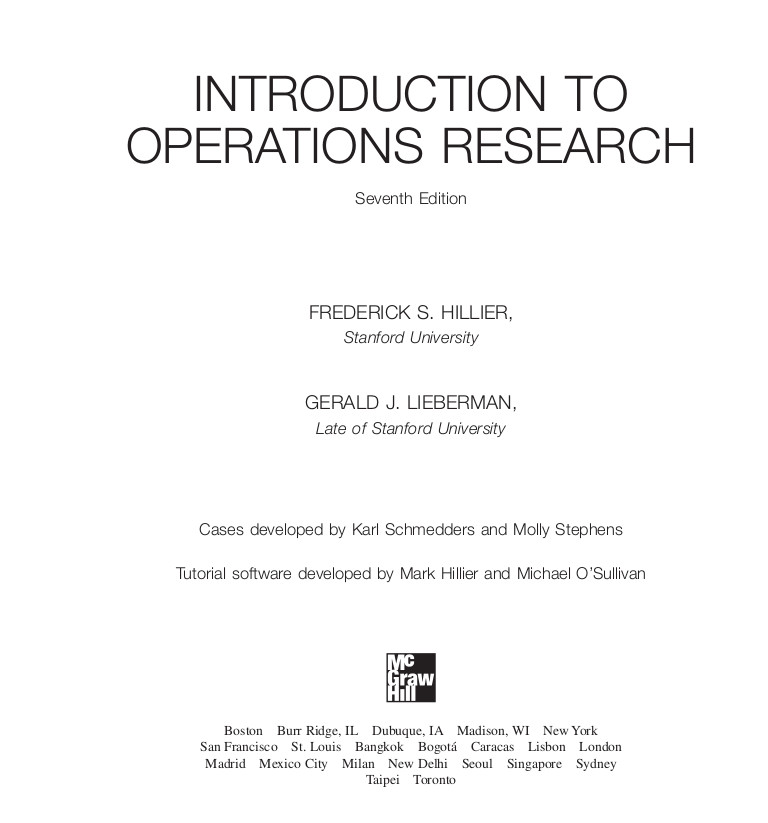 INTRODUCTION TO
OPERATIONS RESEARCH
Seventh Edition
FREDERICK S. HILLIER,
Stanford University
GERALD J. LIEBERMAN,
Late of Stanford University
Cases developed by Karl Schmedders and Molly Stephens
Tutorial software developed by Mark Hillier and Michael O’Sullivan
Mc
Graw
Hill
Boston Burr Ridge, IL Dubuque, IA Madison, WI New York
San Francisco St. Louis Bangkok Bogotá Caracas Lisbon London
Madrid Mexico City Milan New Delhi Seoul Singapore Sydney
Taipei Toronto